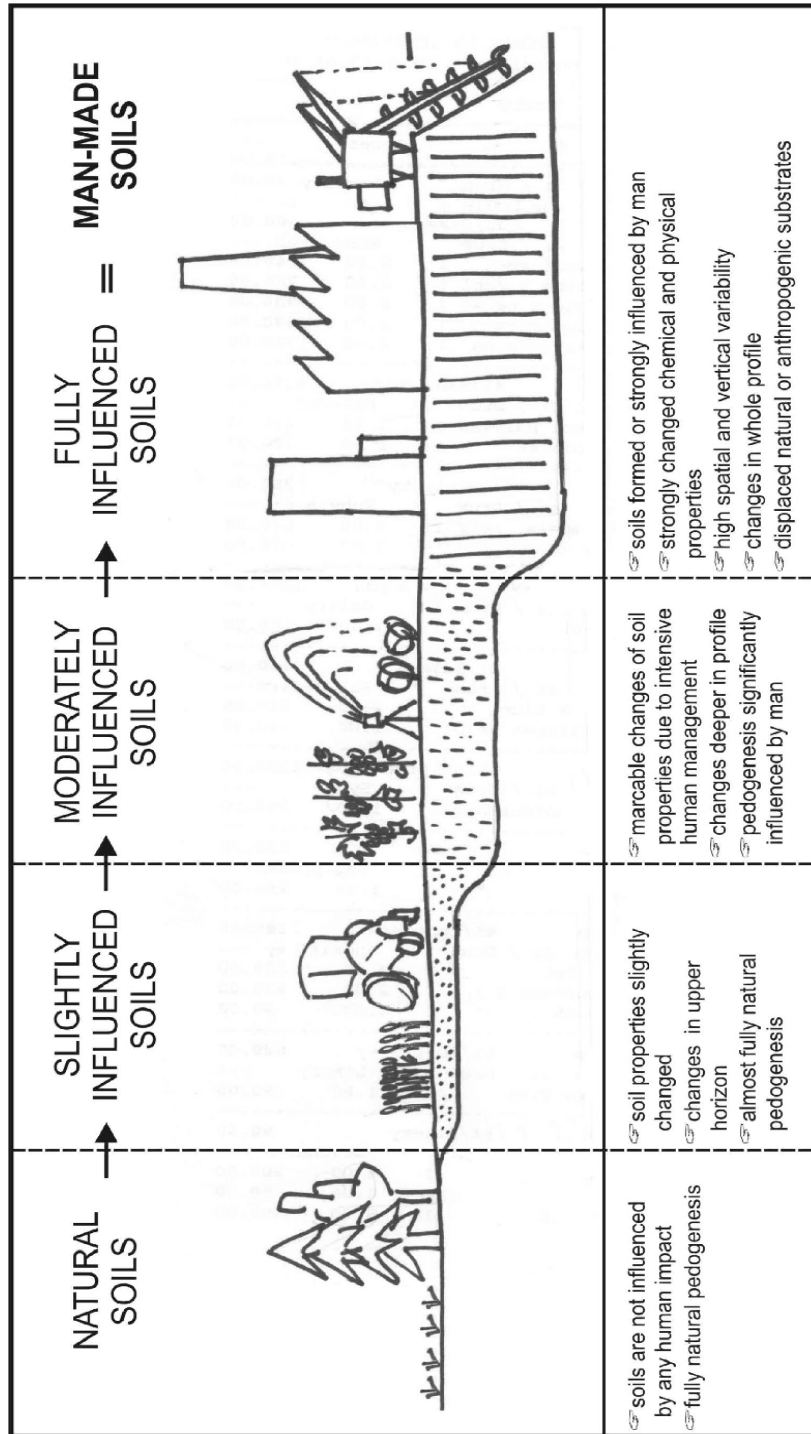 NATURAL
SOILS
SLIGHTLY
INFLUENCED
SOILS
MODERATELY
INFLUENCED
SOILS
FULLY
INFLUENCED
SOILS
=
MAN-MADE
SOILS
☞ soils are not influenced
by any human impact
☞ fully natural pedogenesis
☞ soil properties slightly
changed
☞ changes in upper
horizon
☞ almost fully natural
pedogenesis
☞ marcable changes of soil
properties due to intensive
human management
☞ changes deeper in profile
☞ pedogenesis significantly
influenced by man
☞ soils formed or strongly influenced by man
☞ strongly changed chemical and physical
properties
☞ high spatial and vertical variability
☞ changes in whole profile
☞ displaced natural or anthropogenic substrates